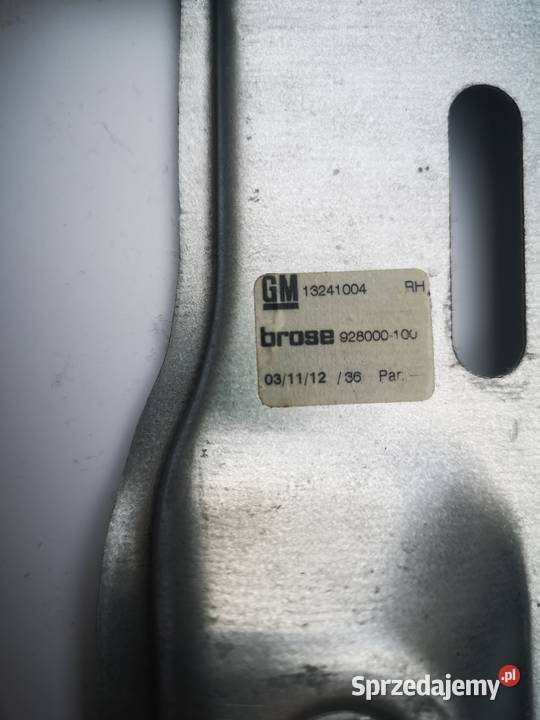 GM 13241004 RH
brose 928000-100
03/11/12 / 36 Par. -
Sprzedajemy.pl